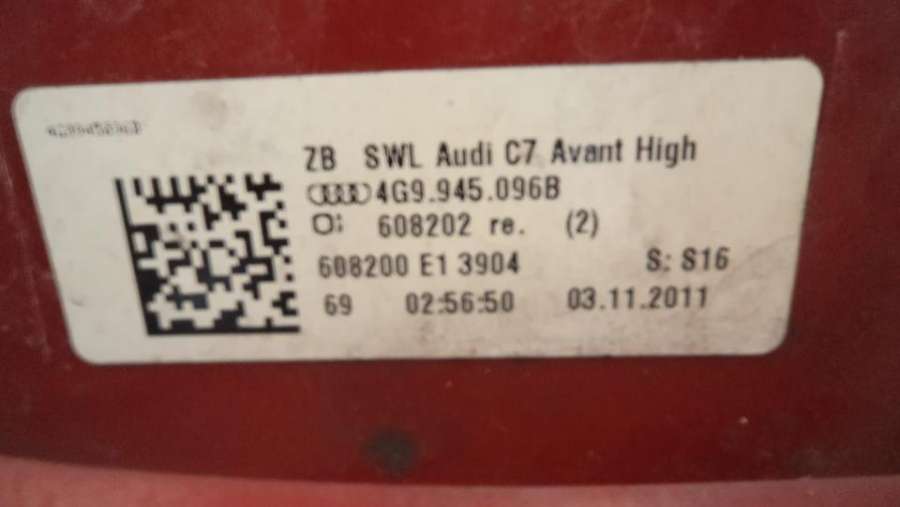 ZB SWL Audi C7 Avant High
4G9.945.096B
608202 re. (2)
608200 E1 3904 S: S16
69 02:56:50 03.11.2011